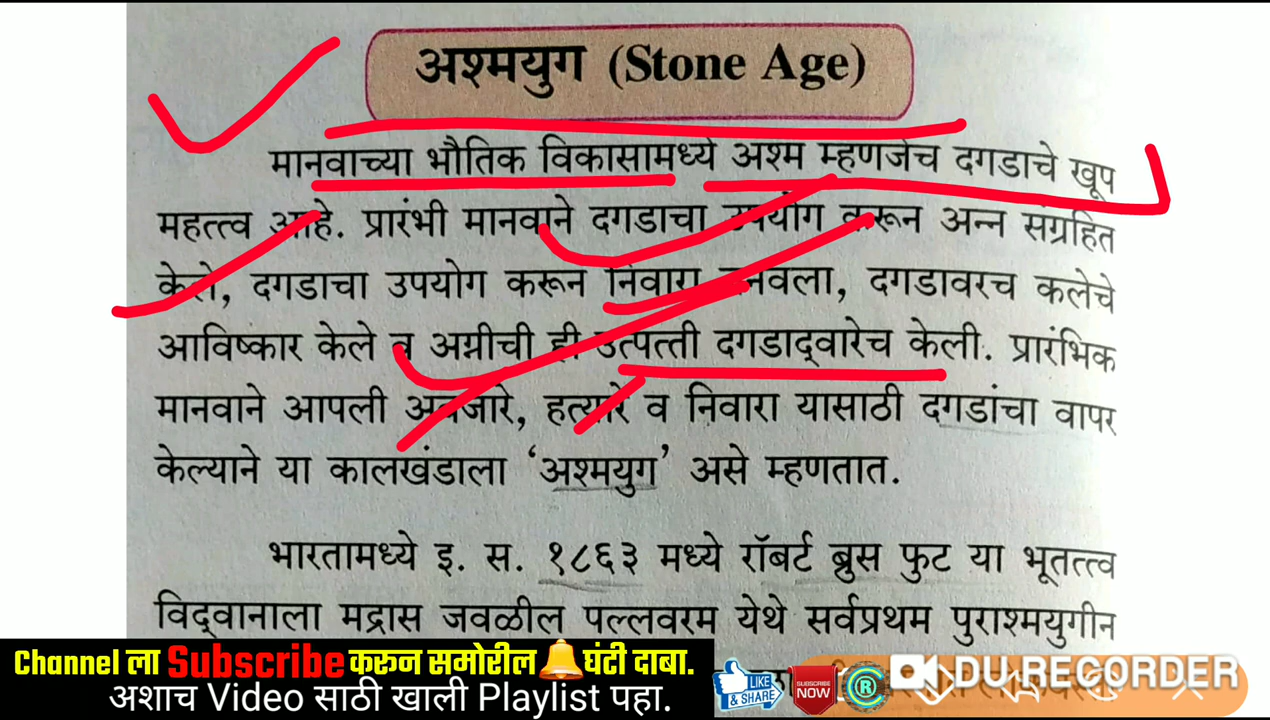 अश्मयुग (Stone Age)
मानवाच्या भौतिक विकासामध्ये अश्म म्हणजेच दगडाचे खूप
महत्त्व आहे. प्रारंभी मानवाने दगडाचा उपयोग करून अन्न संग्रहित
केले, दगडाचा उपयोग करून निवारा बनवला, दगडावरच कलेचे
आविष्कार केले व अग्नीची ही उत्पत्ती दगडाद्वारेच केली. प्रारंभिक
मानवाने आपली अवजारे, हत्यारे व निवारा यासाठी दगडांचा वापर
केल्याने या कालखंडाला ‘अश्मयुग’ असे म्हणतात.
भारतामध्ये इ. स. १८६३ मध्ये रॉबर्ट ब्रुस फुट या भूतत्त्व
विद्वानाला मद्रास जवळील पल्लवरम येथे सर्वप्रथम पुराश्मयुगीन
Channel ला Subscribe करून समोरील 🔔घंटी दाबा.
अशाच Video साठी खाली Playlist पहा.
LIKE & SHARE
SUBSCRIBE NOW
®
DU RECORDER